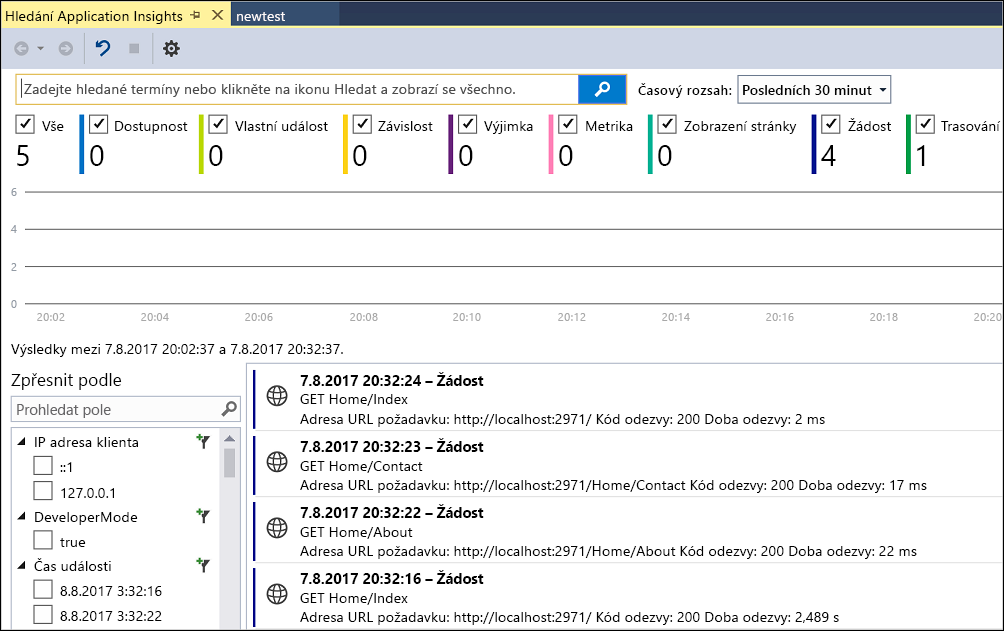 Hledání Application Insights newtest
Zadejte hledané termíny nebo klikněte na ikonu Hledat a zobrazí se všechno. Časový rozsah: Posledních 30 minut
Vše Dostupnost Vlastní událost Závislost Výjimka Metrika Zobrazení stránky Žádost Trasování
5 0 0 0 0 0 0 4 1
6
4
2
0
20:02 20:04 20:06 20:08 20:10 20:12 20:14 20:16 20:18 20:20
Výsledky mezi 7.8.2017 20:02:37 a 7.8.2017 20:32:37.
Zpřesnit podle
Prohledat pole
IP adresa klienta
::1
127.0.0.1
DeveloperMode
true
Čas události
8.8.2017 3:32:16
8.8.2017 3:32:22
7.8.2017 20:32:24 – Žádost
GET Home/Index
Adresa URL požadavku: http://localhost:2971/ Kód odezvy: 200 Doba odezvy: 2 ms
7.8.2017 20:32:23 – Žádost
GET Home/Contact
Adresa URL požadavku: http://localhost:2971/Home/Contact Kód odezvy: 200 Doba odezvy: 17 ms
7.8.2017 20:32:22 – Žádost
GET Home/About
Adresa URL požadavku: http://localhost:2971/Home/About Kód odezvy: 200 Doba odezvy: 22 ms
7.8.2017 20:32:16 – Žádost
GET Home/Index
Adresa URL požadavku: http://localhost:2971/ Kód odezvy: 200 Doba odezvy: 2,489 s